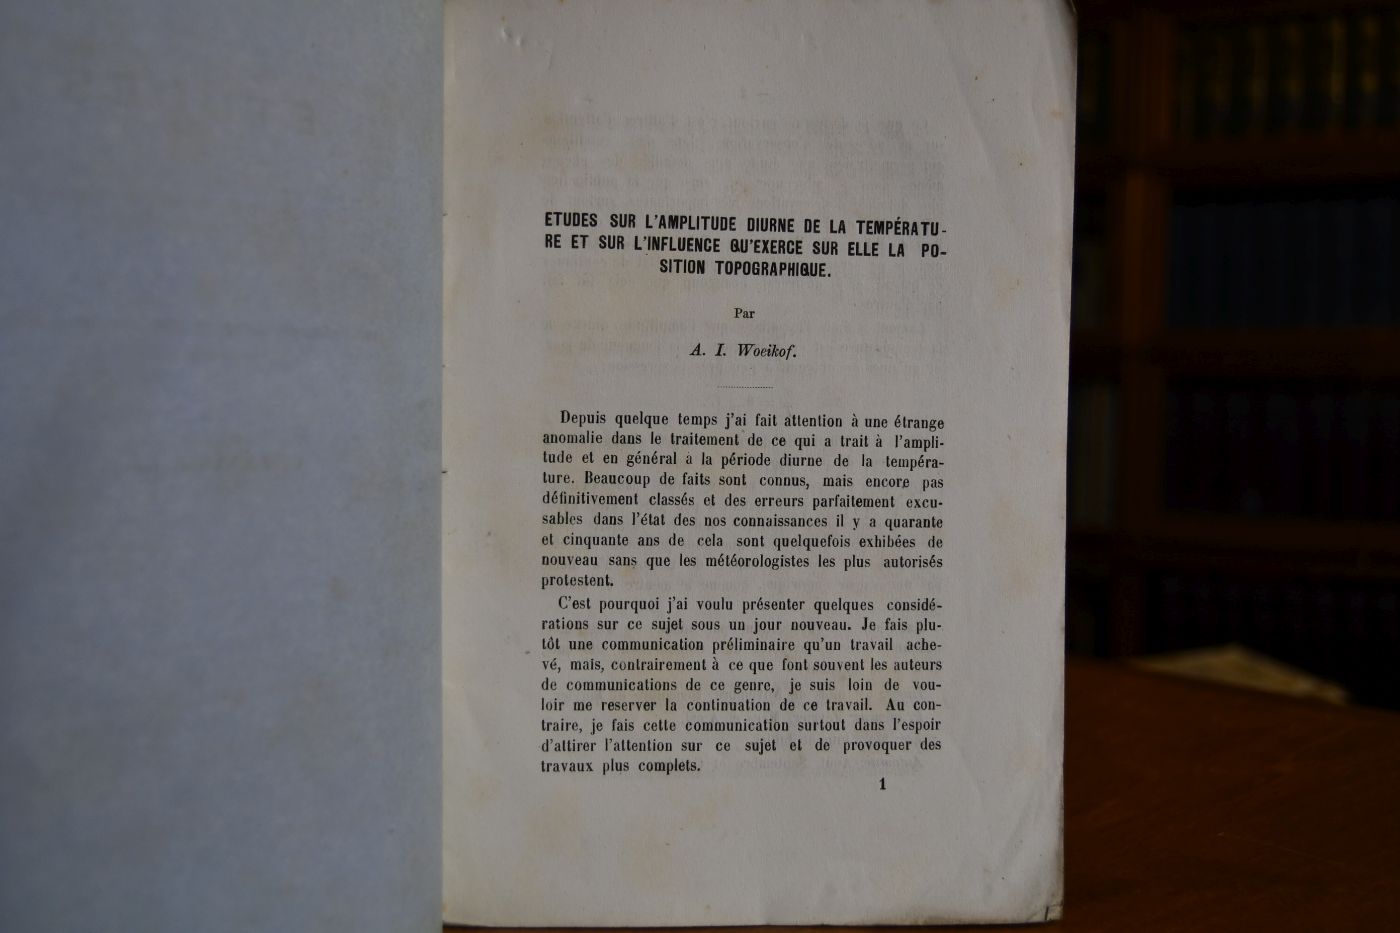 ETUDES SUR L'AMPLITUDE DIURNE DE LA TEMPÉRATU-
RE ET SUR L'INFLUENCE QU'EXERCE SUR ELLE LA PO-
SITION TOPOGRAPHIQUE.
Par
A. I. Woeikof.
Depuis quelque temps j'ai fait attention à une étrange
anomalie dans le traitement de ce qui a trait à l'ampli-
tude et en général à la période diurne de la tempéra-
ture. Beaucoup de faits sont connus, mais encore pas
définitivement classés et des erreurs parfaitement excu-
sables dans l'état des nos connaissances il y a quarante
et cinquante ans de cela sont quelquefois exhibées de
nouveau sans que les météorologistes les plus autorisés
protestent.
C'est pourquoi j'ai voulu présenter quelques considé-
rations sur ce sujet sous un jour nouveau. Je fais plu-
tôt une communication préliminaire qu'un travail ache-
vé, mais, contrairement à ce que font souvent les auteurs
de communications de ce genre, je suis loin de vou-
loir me reserver la continuation de ce travail. Au con-
traire, je fais cette communication surtout dans l'espoir
d'attirer l'attention sur ce sujet et de provoquer des
travaux plus complets.
1